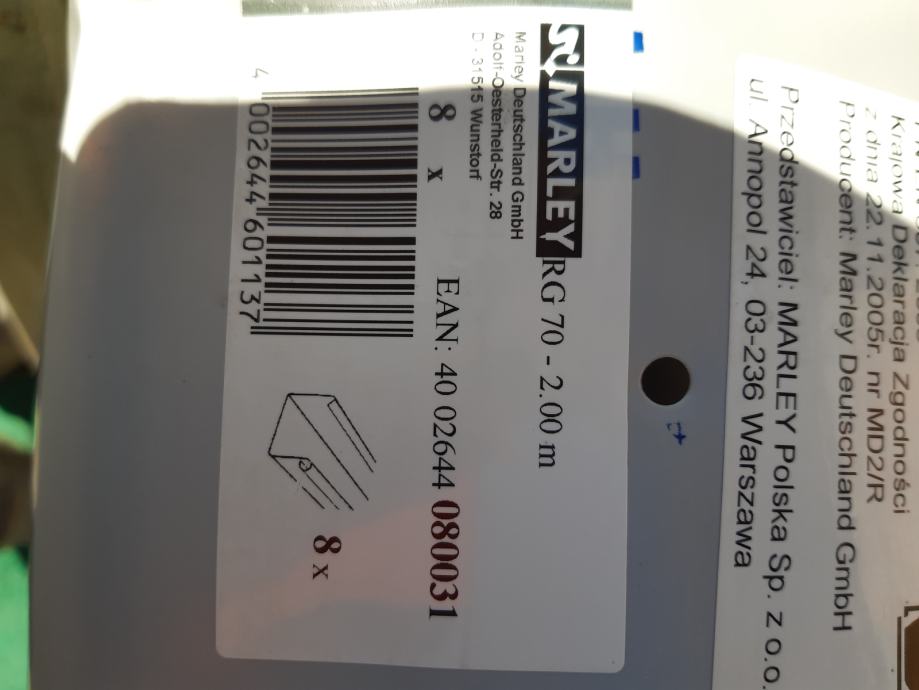 MARLEY RG 70 - 2.00 m
Marley Deutschland GmbH
Adolf-Oesterheld-Str. 28
D - 31515 Wunstorf
8 x EAN: 40 02644 080031
4 002644 601137
8 x
Krajowa Deklaracja Zgodności
z dnia 22.11.2005r. nr MD2/R
Producent: Marley Deutschland GmbH
Przedstawiciel: MARLEY Polska Sp. z o.o.
ul. Annopol 24, 03-236 Warszawa